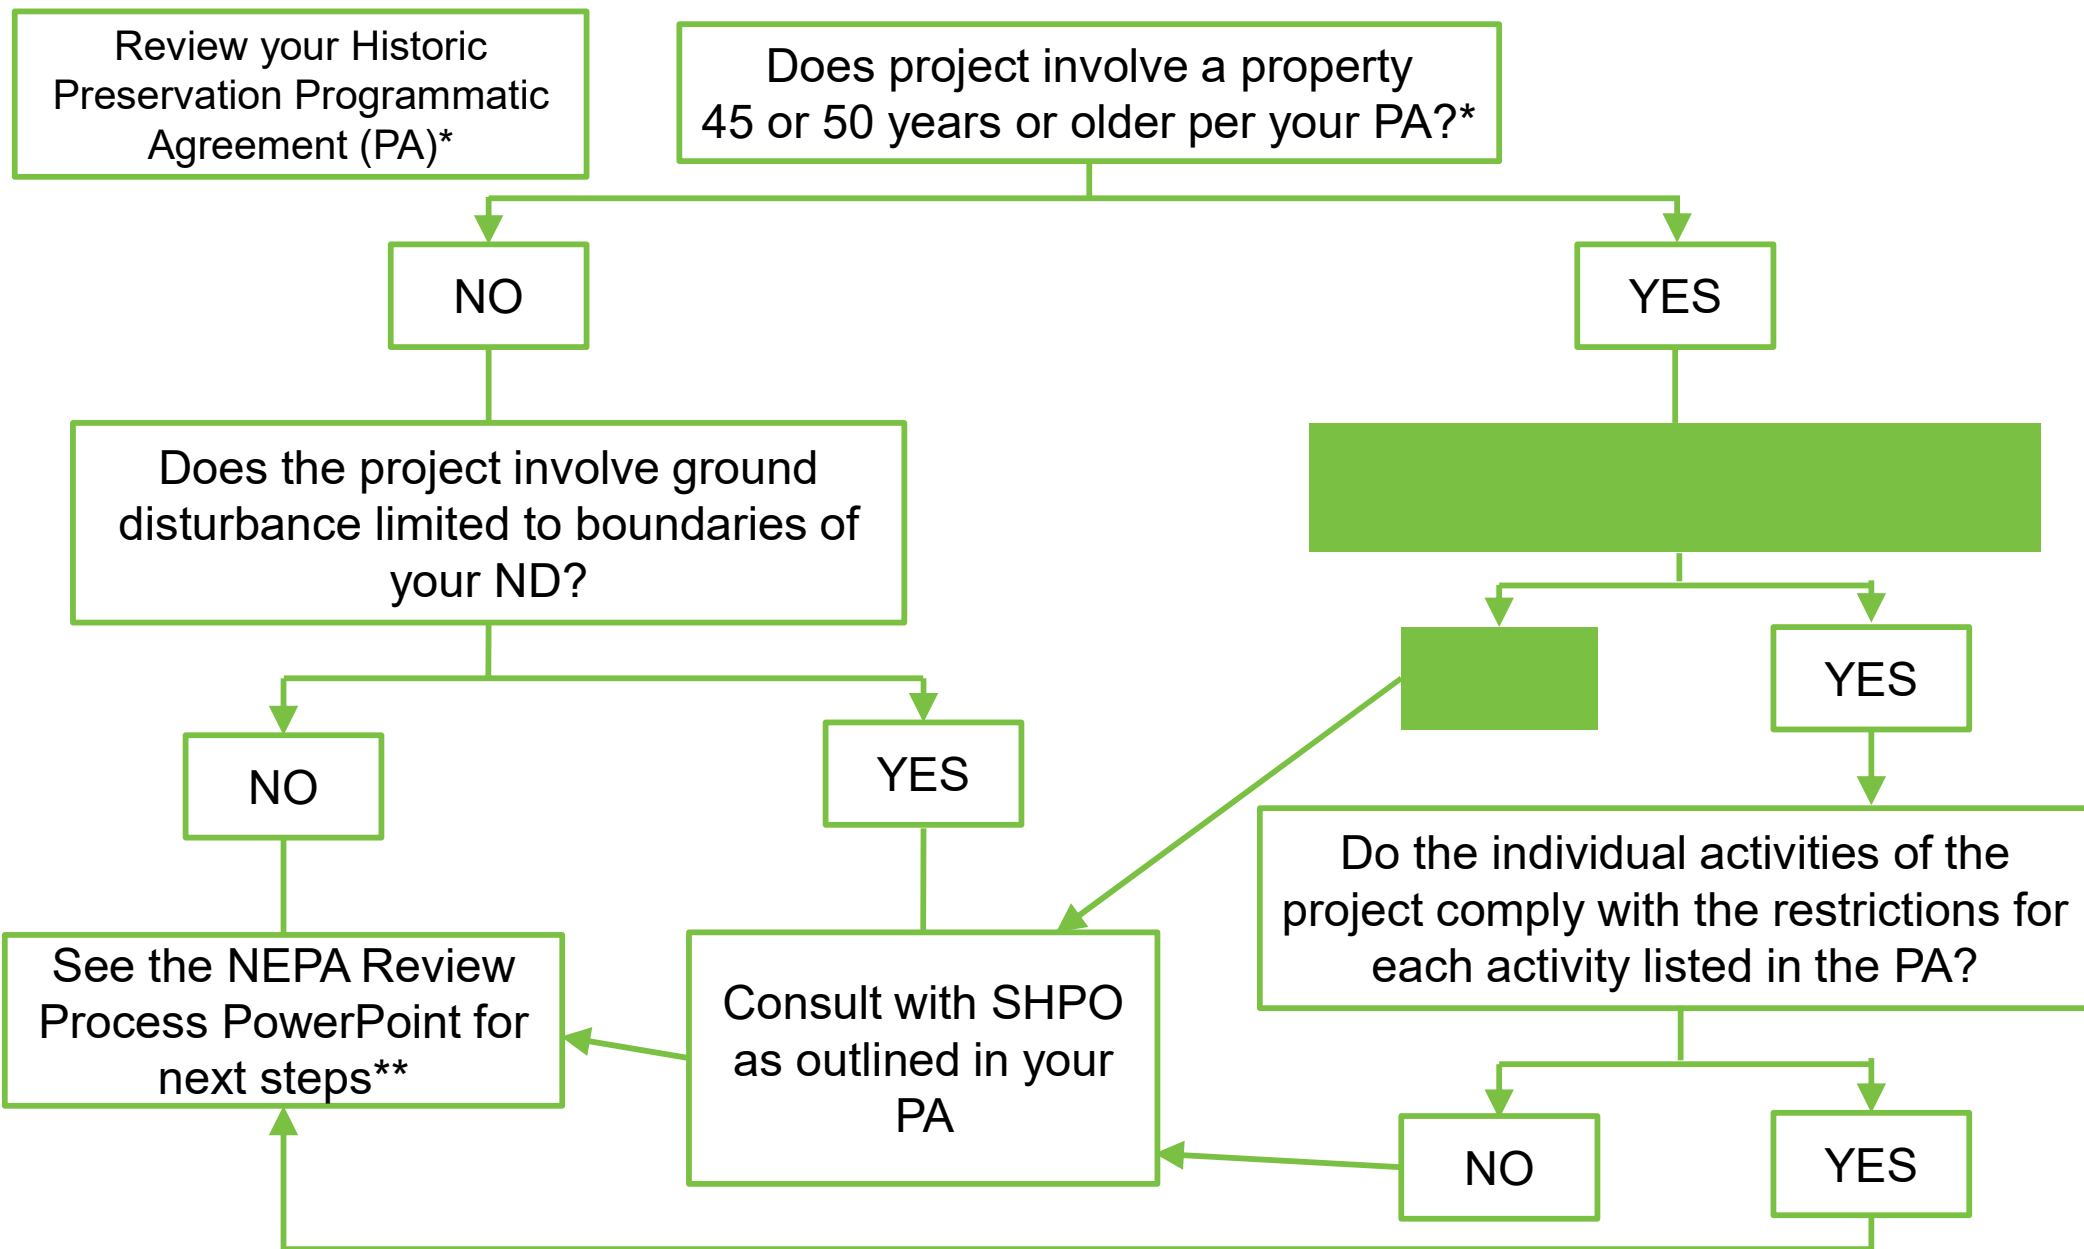 Review your Historic
Preservation Programmatic
Agreement (PA)*
Does project involve a property
45 or 50 years or older per your PA?*
NO
YES
Does the project involve ground
disturbance limited to boundaries of
your ND?
YES
NO
YES
Do the individual activities of the
project comply with the restrictions for
each activity listed in the PA?
See the NEPA Review
Process PowerPoint for
next steps**
Consult with SHPO
as outlined in your
PA
NO
YES